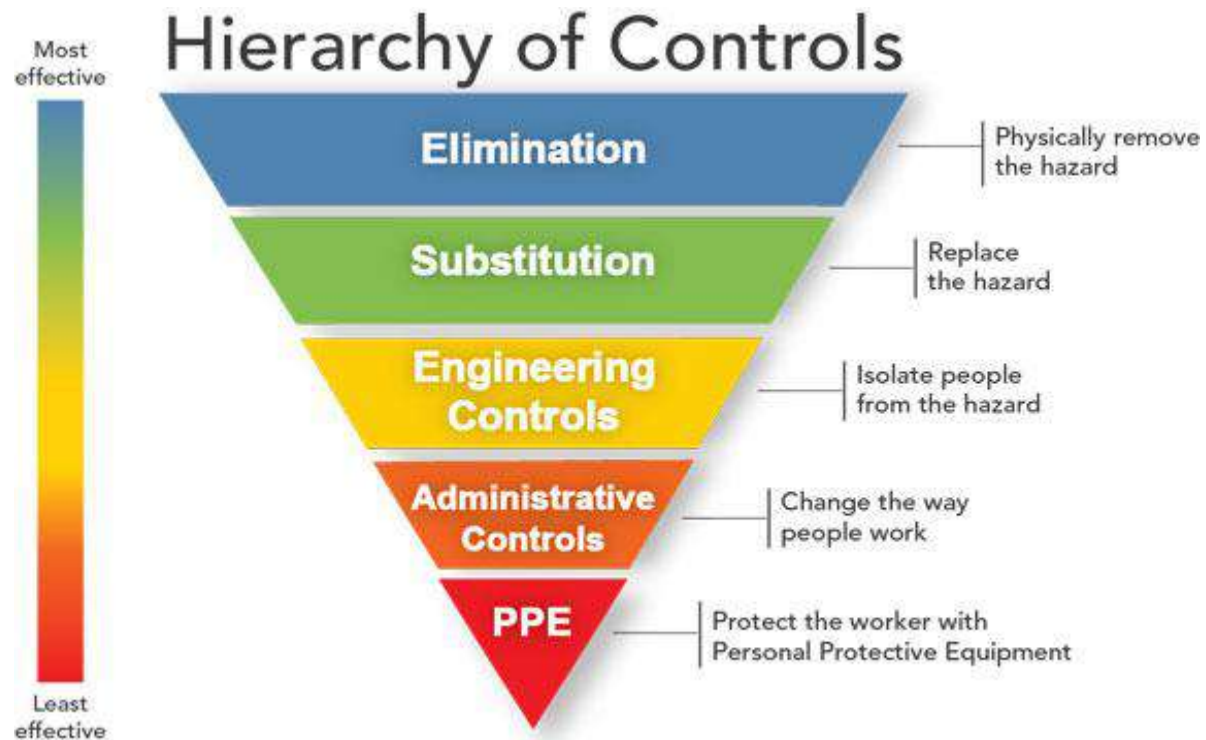 Hierarchy of Controls
Most
effective
Elimination
Physically remove
the hazard
Substitution
Replace
the hazard
Engineering
Controls
Isolate people
from the hazard
Administrative
Controls
Change the way
people work
PPE
Protect the worker with
Personal Protective Equipment
Least
effective